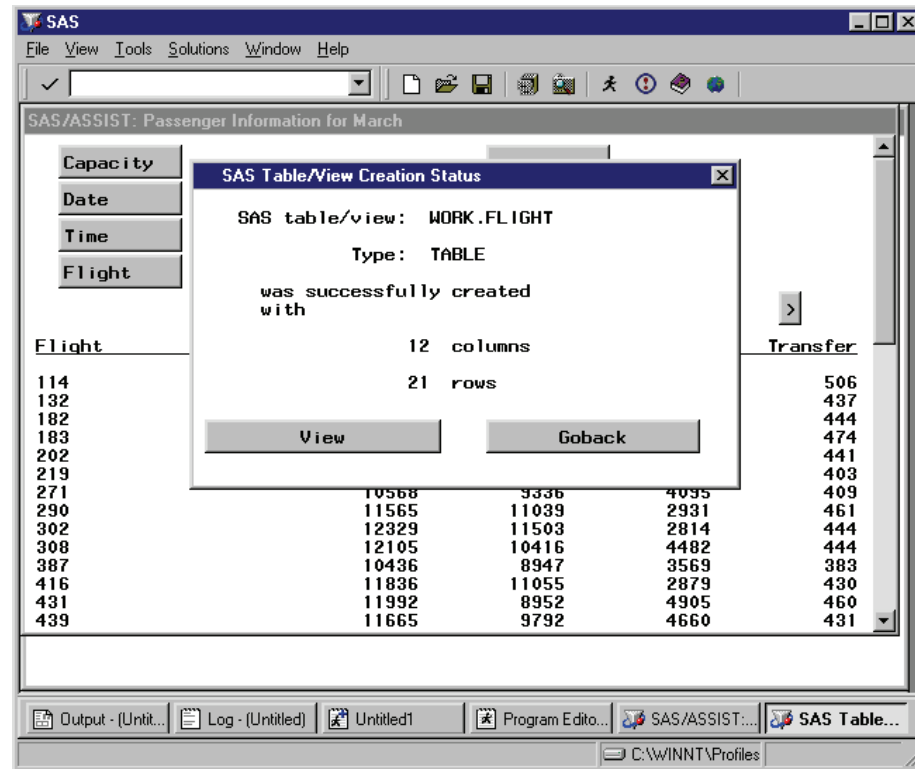 SAS
File View Tools Solutions Window Help
SAS/ASSIST: Passenger Information for March
Capacity
Date
Time
Flight
SAS Table/View Creation Status
SAS table/view: WORK.FLIGHT
Type: TABLE
was successfully created
with
12 columns
21 rows
View Goback
>
Flight Transfer
114 506
132 437
182 444
183 474
202 441
219 403
271 10568 9336 4095 409
290 11565 11039 2931 461
302 12329 11503 2814 444
308 12105 10416 4482 444
387 10436 8947 3569 383
416 11836 11055 2879 430
431 11992 8952 4905 460
439 11665 9792 4660 431
Output - (Untit... Log - (Untitled) Untitled1 Program Edito... SAS/ASSIST:... SAS Table...
C:\WINNT\Profiles